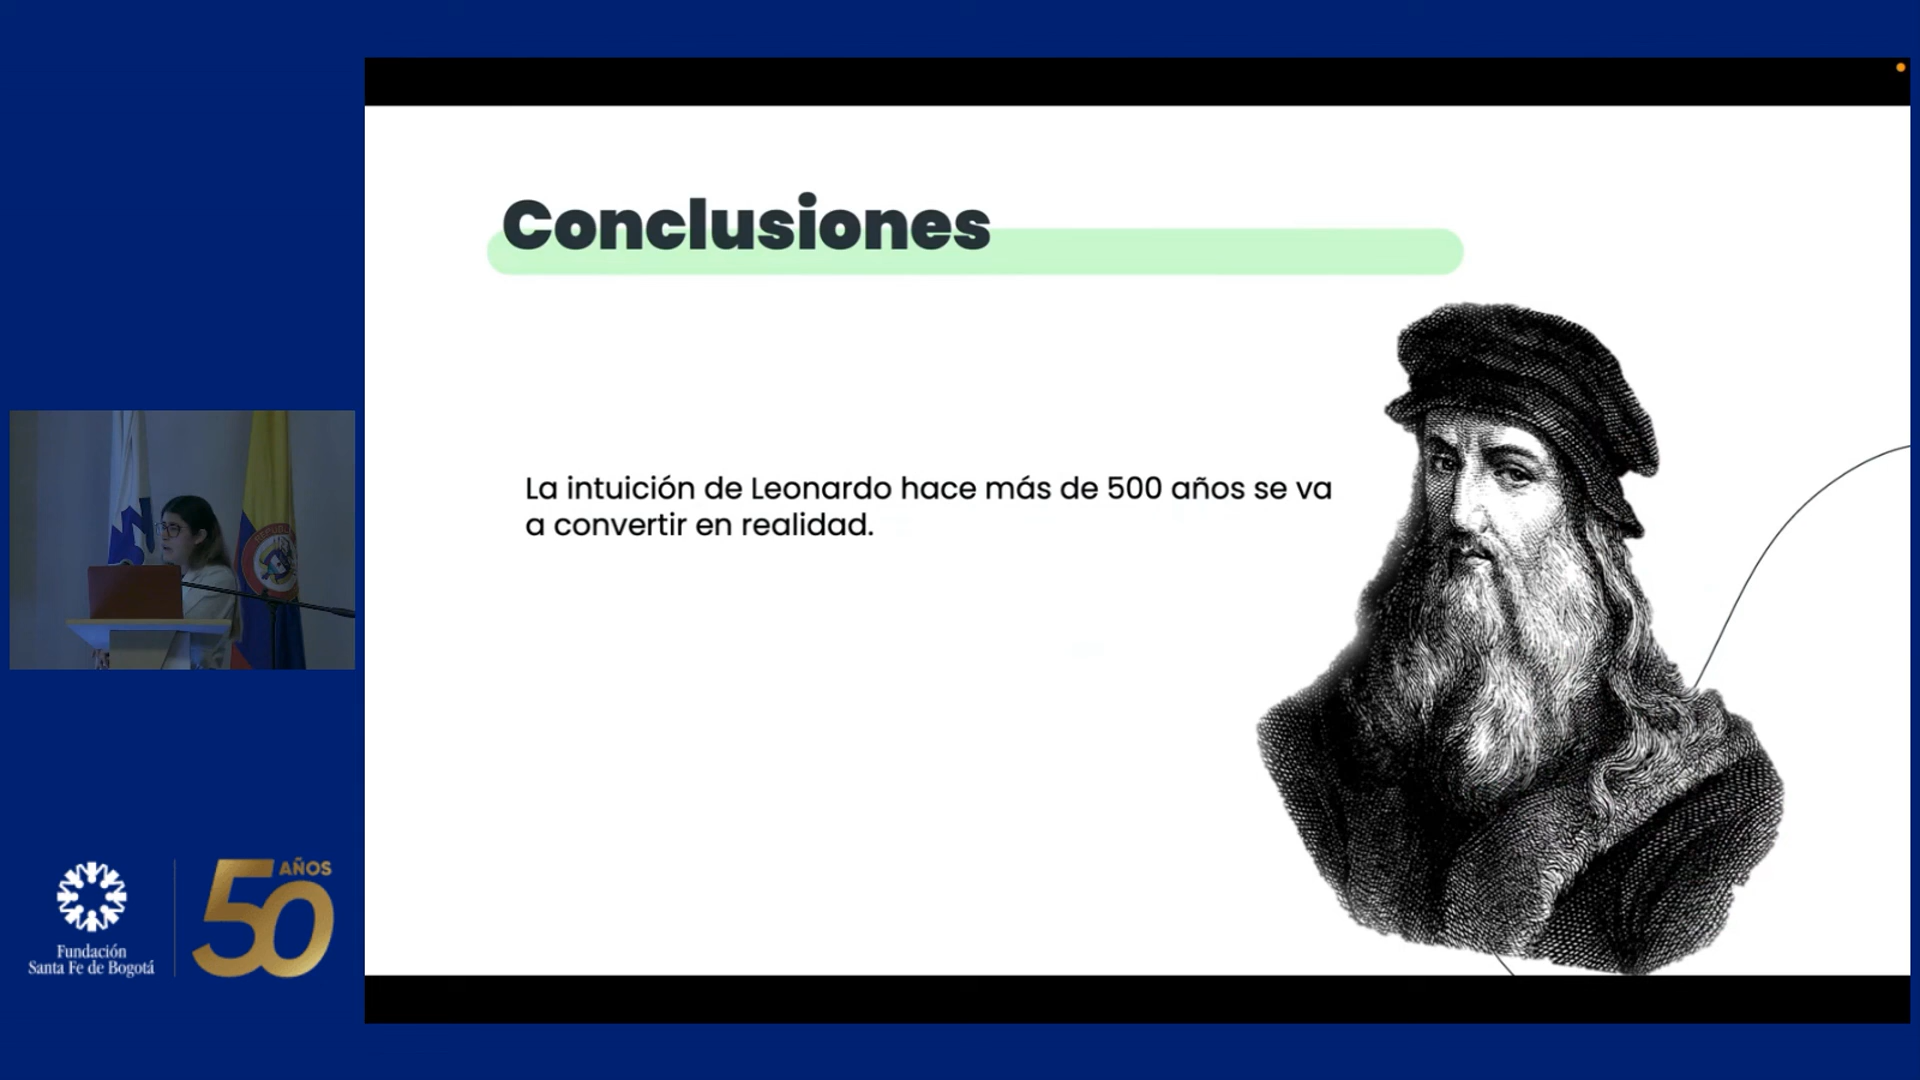 Conclusiones
La intuición de Leonardo hace más de 500 años se va
a convertir en realidad.
Fundación
Santa Fe de Bogotá
50 AÑOS